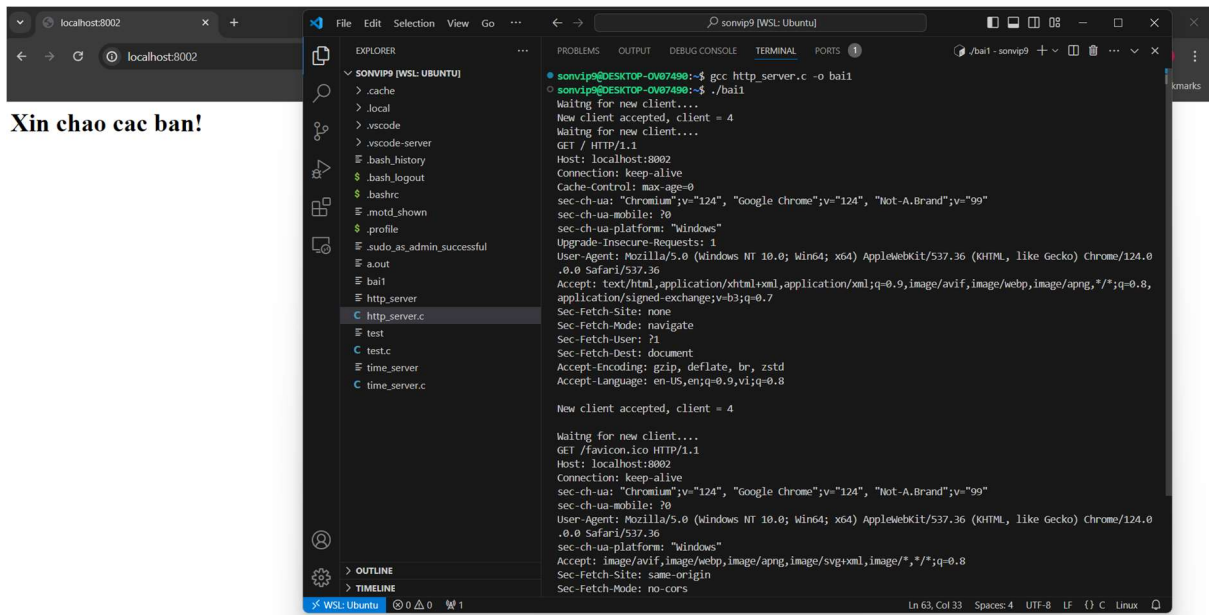 localhost:8002
localhost:8002
Xin chao cac ban!
File Edit Selection View Go ···
sonvip9 [WSL: Ubuntu]
EXPLORER
SONVIP9 [WSL: UBUNTU]
.cache
.local
.vscode
.vscode-server
.bash_history
$ .bash_logout
$ .bashrc
.motd_shown
$ .profile
.sudo_as_admin_successful
a.out
bai1
http_server
C http_server.c
test
C test.c
time_server
C time_server.c
OUTLINE
TIMELINE
PROBLEMS OUTPUT DEBUG CONSOLE TERMINAL PORTS 1
./bai1 - sonvip9
kmarks
sonvip9@DESKTOP-OV07490:~$ gcc http_server.c -o bai1
sonvip9@DESKTOP-OV07490:~$ ./bai1
Waitng for new client....
New client accepted, client = 4
Waitng for new client....
GET / HTTP/1.1
Host: localhost:8002
Connection: keep-alive
Cache-Control: max-age=0
sec-ch-ua: "Chromium";v="124", "Google Chrome";v="124", "Not-A.Brand";v="99"
sec-ch-ua-mobile: ?0
sec-ch-ua-platform: "Windows"
Upgrade-Insecure-Requests: 1
User-Agent: Mozilla/5.0 (Windows NT 10.0; Win64; x64) AppleWebKit/537.36 (KHTML, like Gecko) Chrome/124.0
.0.0 Safari/537.36
Accept: text/html,application/xhtml+xml,application/xml;q=0.9,image/avif,image/webp,image/apng,*/*;q=0.8,
application/signed-exchange;v=b3;q=0.7
Sec-Fetch-Site: none
Sec-Fetch-Mode: navigate
Sec-Fetch-User: ?1
Sec-Fetch-Dest: document
Accept-Encoding: gzip, deflate, br, zstd
Accept-Language: en-US,en;q=0.9,vi;q=0.8
New client accepted, client = 4
Waitng for new client....
GET /favicon.ico HTTP/1.1
Host: localhost:8002
Connection: keep-alive
sec-ch-ua: "Chromium";v="124", "Google Chrome";v="124", "Not-A.Brand";v="99"
sec-ch-ua-mobile: ?0
User-Agent: Mozilla/5.0 (Windows NT 10.0; Win64; x64) AppleWebKit/537.36 (KHTML, like Gecko) Chrome/124.0
.0.0 Safari/537.36
sec-ch-ua-platform: "Windows"
Accept: image/avif,image/webp,image/apng,image/svg+xml,image/*,*/*;q=0.8
Sec-Fetch-Site: same-origin
Sec-Fetch-Mode: no-cors
WSL: Ubuntu 0 0 1 Ln 63, Col 33 Spaces: 4 UTF-8 LF {} C Linux